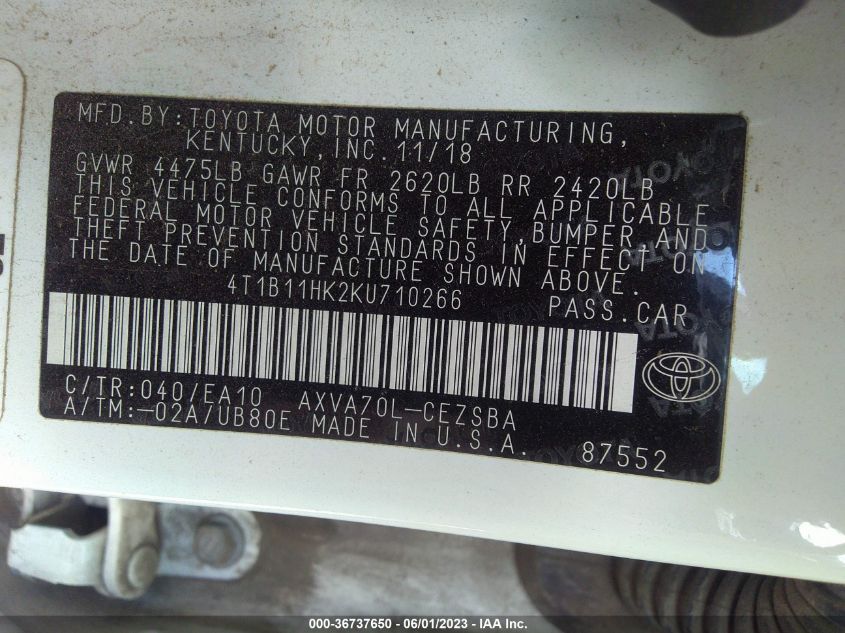 MFD.BY:TOYOTA MOTOR MANUFACTURING,
KENTUCKY,INC. 11/18
GVWR 4475LB GAWR FR 2620LB RR 2420LB
THIS VEHICLE CONFORMS TO ALL APPLICABLE
FEDERAL MOTOR VEHICLE SAFETY,BUMPER,AND
THEFT PREVENTION STANDARDS IN EFFECT ON
THE DATE OF MANUFACTURE SHOWN ABOVE.
4T1B11HK2KU710266 PASS.CAR
C/TR:040/EA10 AXVA70L-CEZSBA
A/TM:-02A/UB80E MADE IN U.S.A. 87552
000-36737650 - 06/01/2023 - IAA Inc.